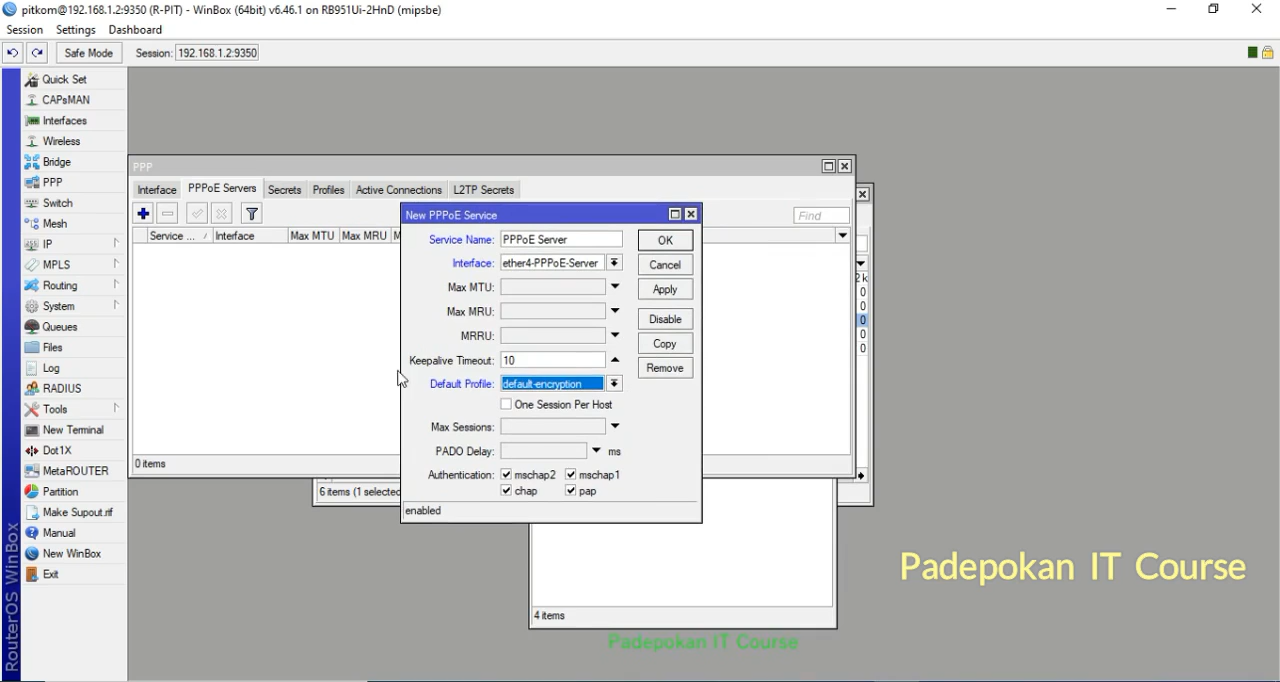 pitkom@192.168.1.2:9350 (R-PIT) - WinBox (64bit) v6.46.1 on RB951Ui-2HnD (mipsbe)
Session Settings Dashboard
Safe Mode Session: 192.168.1.2:9350
Quick Set
CAPsMAN
Interfaces
Wireless
Bridge
PPP
Switch
Mesh
IP
MPLS
Routing
System
Queues
Files
Log
RADIUS
Tools
New Terminal
Dot1X
MetaROUTER
Partition
Make Supout.rif
Manual
New WinBox
Exit
RouterOS WinBox
PPP
Interface PPPoE Servers Secrets Profiles Active Connections L2TP Secrets
Find
Service ... Interface Max MTU Max MRU M
0 items
New PPPoE Service
Service Name: PPPoE Server
Interface: ether4-PPPoE-Server
Max MTU:
Max MRU:
MRRU:
Keepalive Timeout: 10
Default Profile: default-encryption
One Session Per Host
Max Sessions:
PADO Delay: ms
Authentication: mschap2 mschap1
chap pap
enabled
OK
Cancel
Apply
Disable
Copy
Remove
2 k
0
0
0
0
0
6 items (1 selected
4 items
Padepokan IT Course
Padepokan IT Course